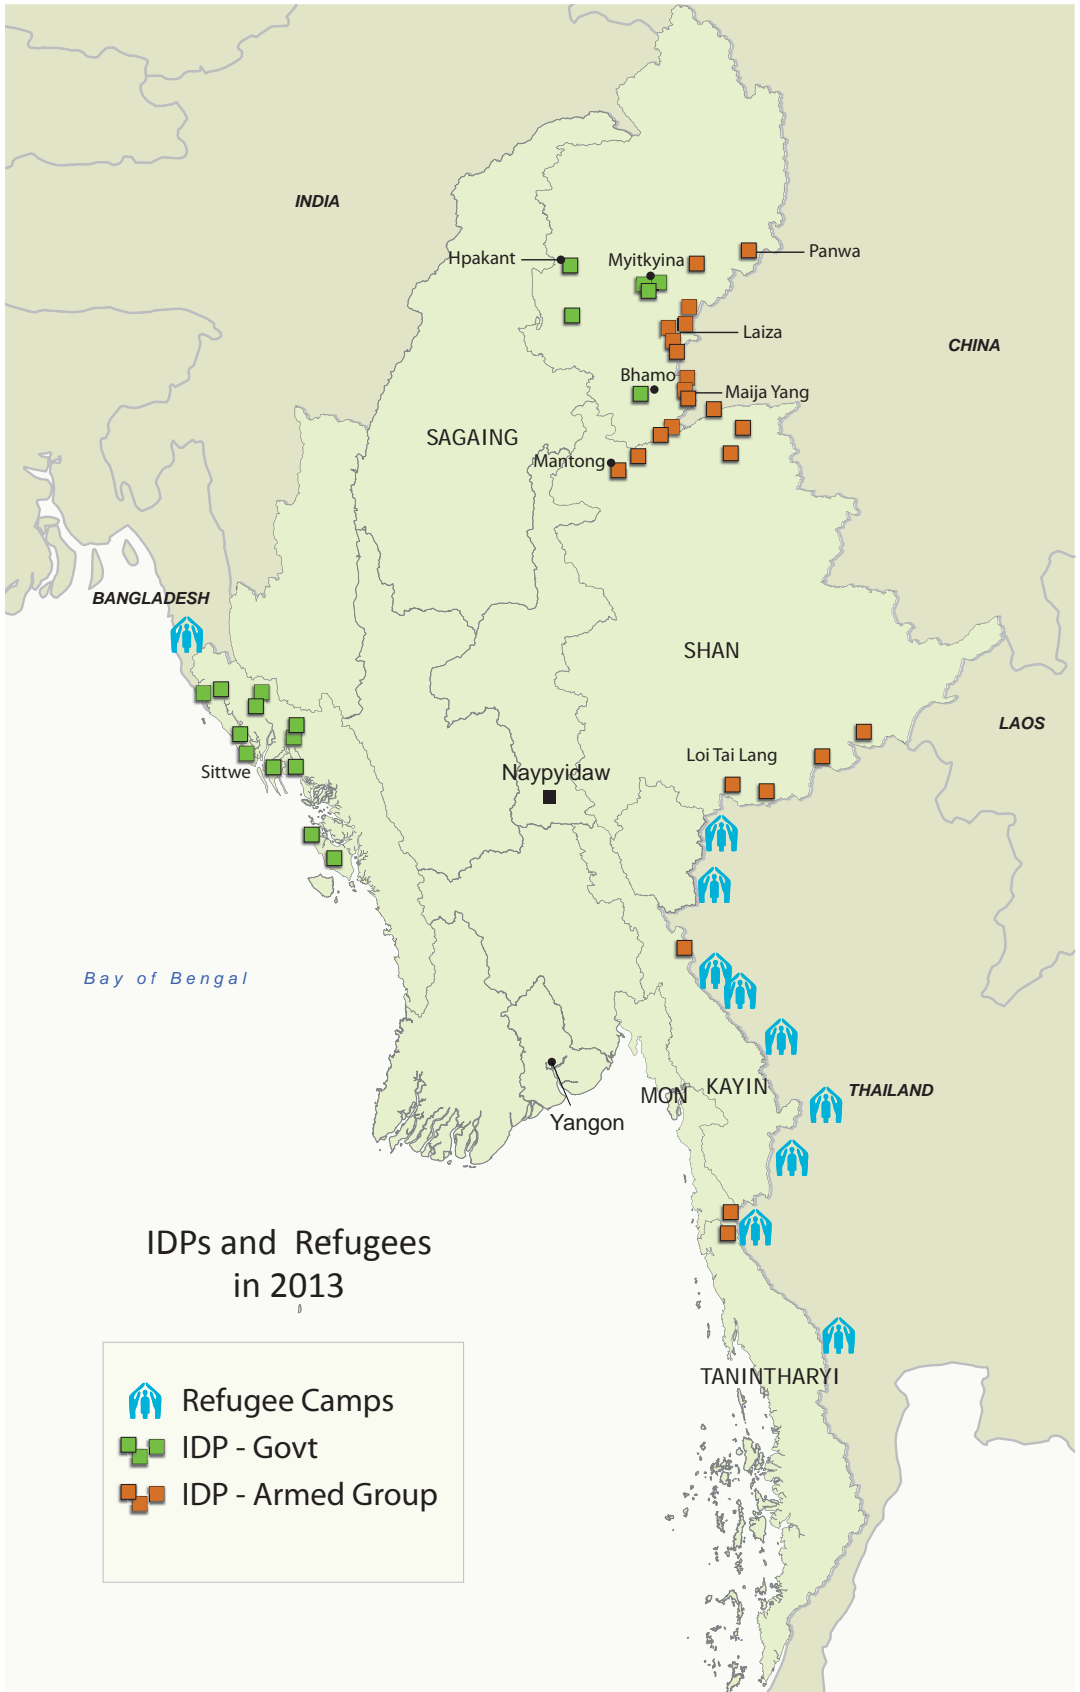 INDIA
Hpakant
Myitkyina
Panwa
Laiza
CHINA
Bhamo
Maija Yang
SAGAING
Mantong
BANGLADESH
SHAN
LAOS
Loi Tai Lang
Sittwe
Naypyidaw
Bay of Bengal
KAYIN
MON
THAILAND
Yangon
IDPs and Refugees
in 2013
TANINTHARYI
Refugee Camps
IDP - Govt
IDP - Armed Group